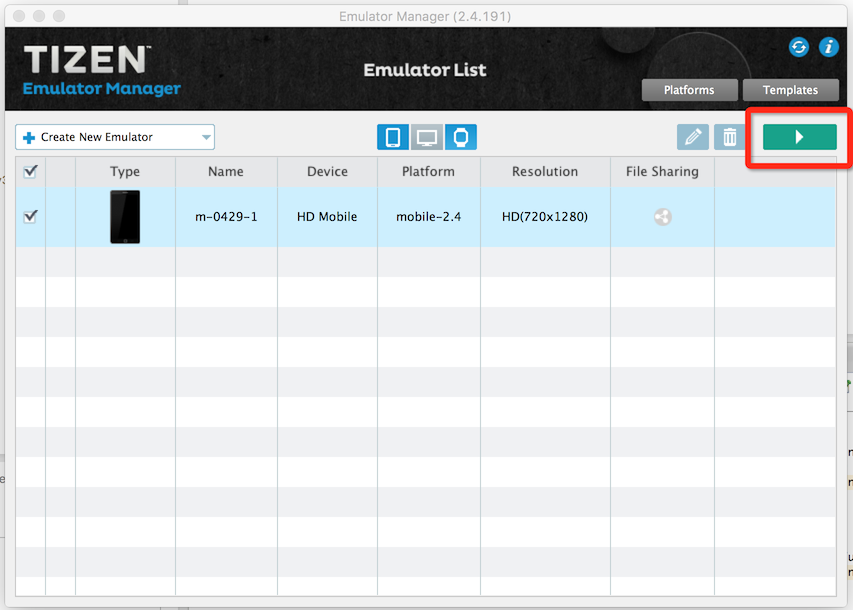 Emulator Manager (2.4.191)
TIZEN™
Emulator Manager
Emulator List
Platforms
Templates
Create New Emulator
Type Name Device Platform Resolution File Sharing
m-0429-1 HD Mobile mobile-2.4 HD(720x1280)